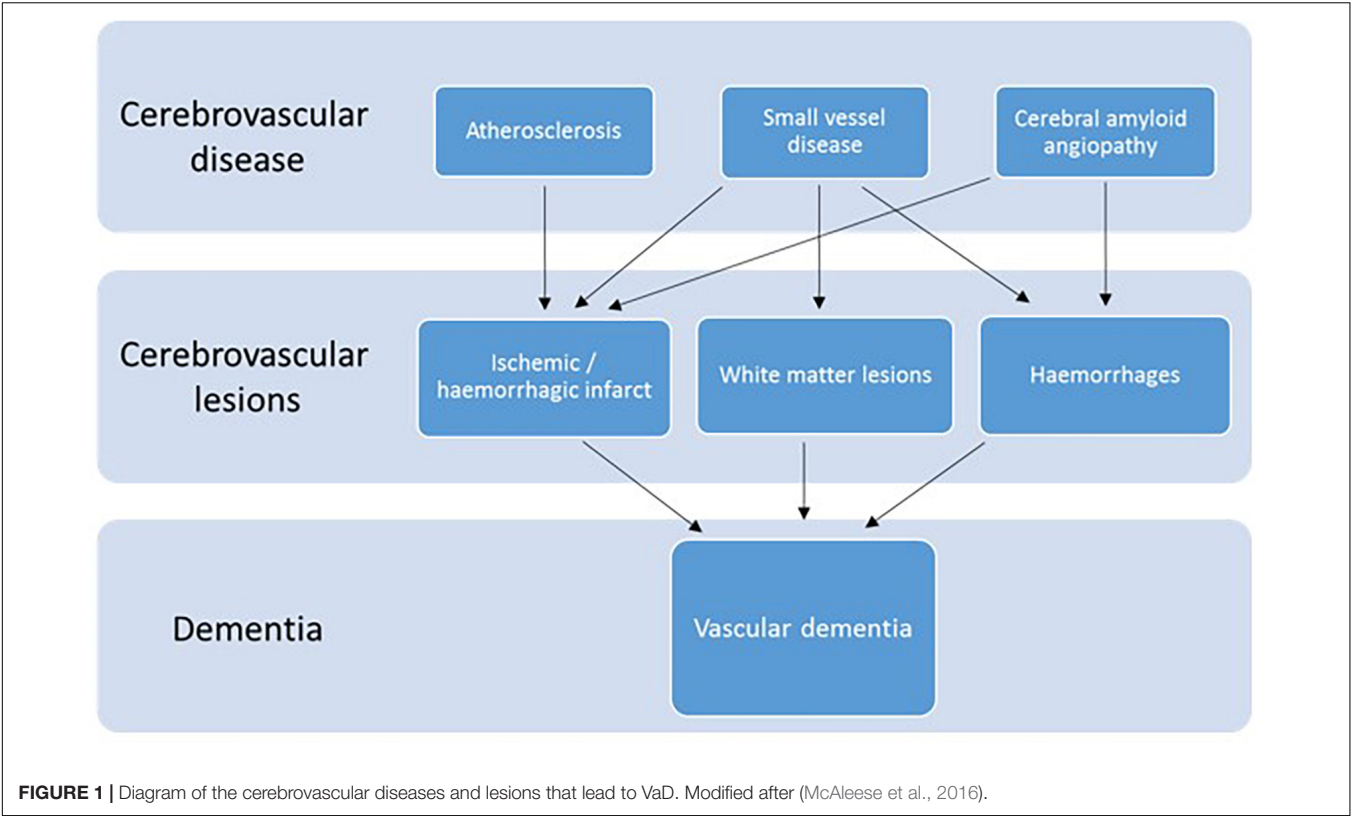 Cerebrovascular
disease
Atherosclerosis
Small vessel
disease
Cerebral amyloid
angiopathy
Cerebrovascular
lesions
Ischemic /
haemorrhagic infarct
White matter lesions
Haemorrhages
Dementia
Vascular dementia
FIGURE 1 | Diagram of the cerebrovascular diseases and lesions that lead to VaD. Modified after (McAleese et al., 2016).